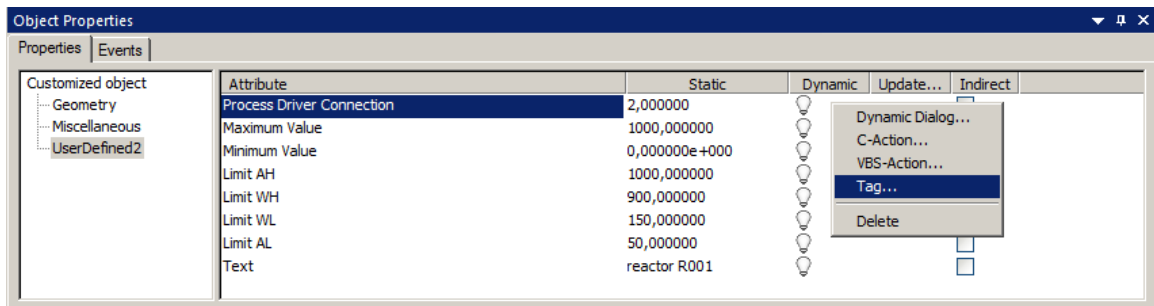 Object Properties
Properties Events
Customized object
Geometry
Miscellaneous
UserDefined2
Attribute Static Dynamic Update... Indirect
Process Driver Connection 2,000000
Maximum Value 1000,000000
Minimum Value 0,000000e+000
Limit AH 1000,000000
Limit WH 900,000000
Limit WL 150,000000
Limit AL 50,000000
Text reactor R001
Dynamic Dialog...
C-Action...
VBS-Action...
Tag...
Delete